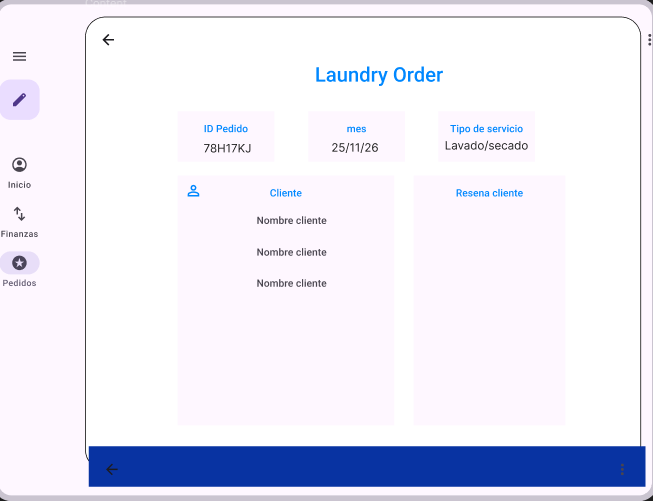 Laundry Order
ID Pedido
78H17KJ
mes
25/11/26
Tipo de servicio
Lavado/secado
Inicio
Finanzas
Pedidos
Cliente
Nombre cliente
Nombre cliente
Nombre cliente
Resena cliente